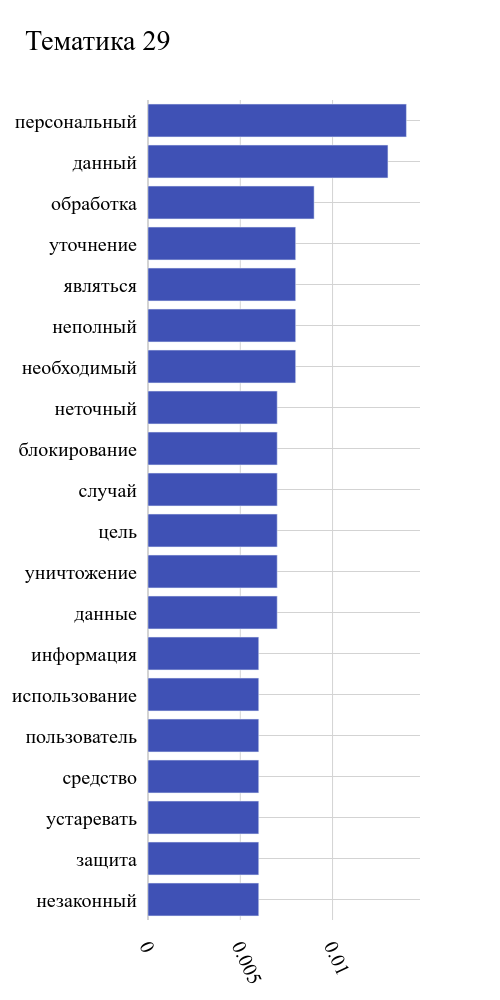 Тематика 29
персональный
данный
обработка
уточнение
являться
неполный
необходимый
неточный
блокирование
случай
цель
уничтожение
данные
информация
использование
пользователь
средство
устаревать
защита
незаконный
0
0.005
0.01